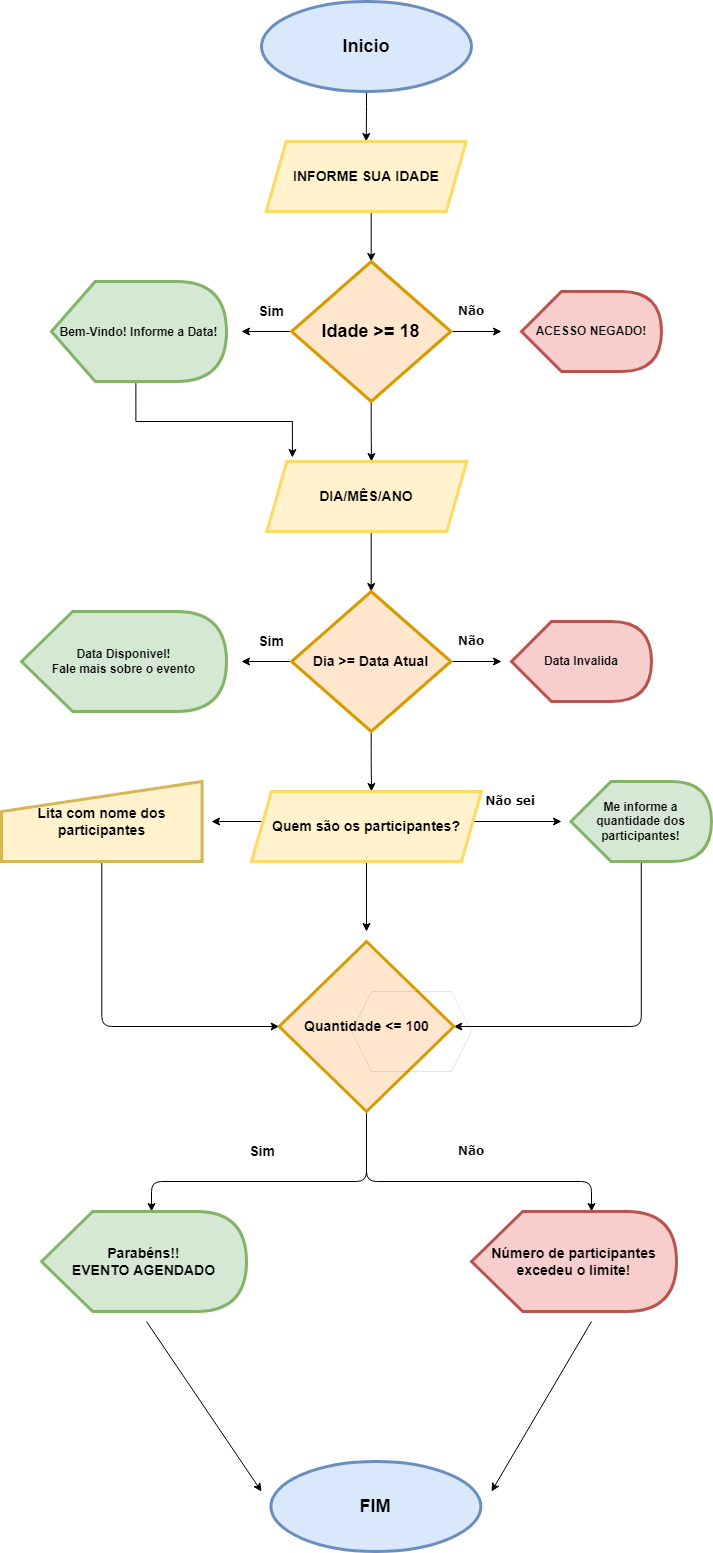 Inicio
INFORME SUA IDADE
Sim
Não
Bem-Vindo! Informe a Data!
Idade >= 18
ACESSO NEGADO!
DIA/MÊS/ANO
Sim
Não
Data Disponivel!
Fale mais sobre o evento
Dia >= Data Atual
Data Invalida
Não sei
Lita com nome dos
participantes
Quem são os participantes?
Me informe a
quantidade dos
participantes!
Quantidade <= 100
Sim
Não
Parabéns!!
EVENTO AGENDADO
Número de participantes
excedeu o limite!
FIM